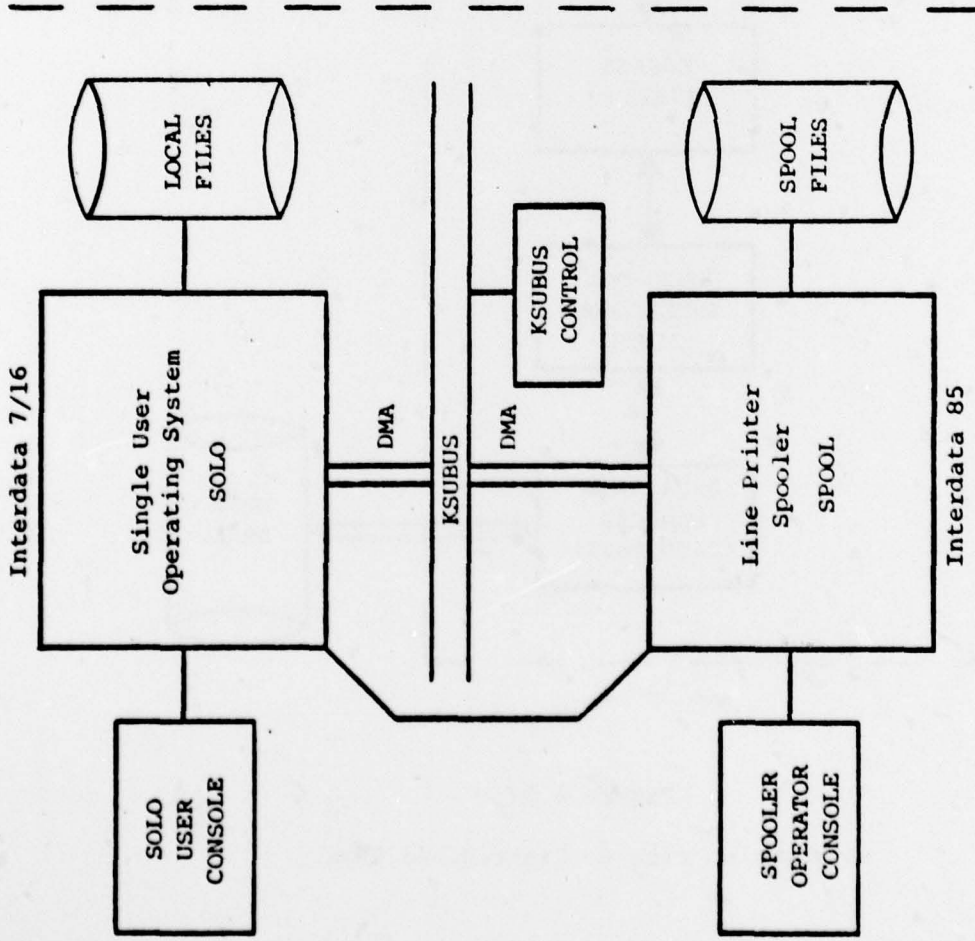 Interdata 7/16
SOLO
USER
CONSOLE
Single User
Operating System
SOLO
LOCAL
FILES
DMA
KSUBUS
DMA
KSUBUS
CONTROL
SPOOLER
OPERATOR
CONSOLE
Line Printer
Spooler
SPOOL
SPOOL
FILES
Interdata 85